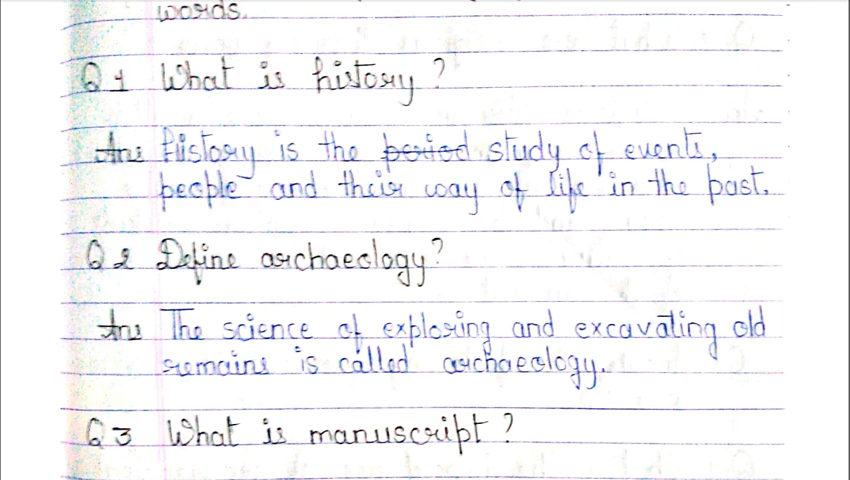 words.
Q1 What is history?
Ans History is the period study of events,
people and their way of life in the past.
Q2 Define archaeology?
Ans The science of exploring and excavating old
remains is called archaeology.
Q3 What is manuscript?